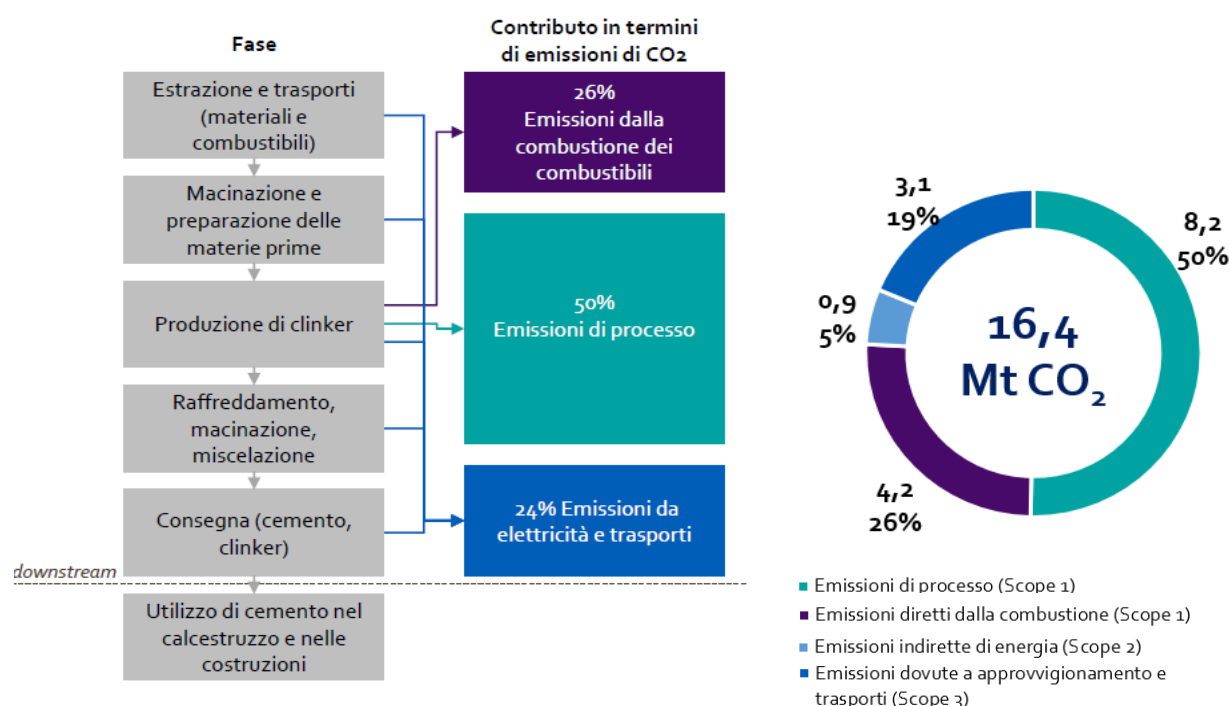 Fase
Contributo in termini
di emissioni di CO2
Estrazione e trasporti
(materiali e
combustibili)
Macinazione e
preparazione delle
materie prime
Produzione di clinker
Raffreddamento,
macinazione,
miscelazione
Consegna (cemento,
clinker)
downstream
Utilizzo di cemento nel
calcestruzzo e nelle
costruzioni
26%
Emissioni dalla
combustione dei
combustibili
50%
Emissioni di processo
24% Emissioni da
elettricità e trasporti
3,1
19%
8,2
50%
0,9
5%
16,4
Mt CO₂
4,2
26%
Emissioni di processo (Scope 1)
Emissioni diretti dalla combustione (Scope 1)
Emissioni indirette di energia (Scope 2)
Emissioni dovute a approvvigionamento e
trasporti (Scope 3)